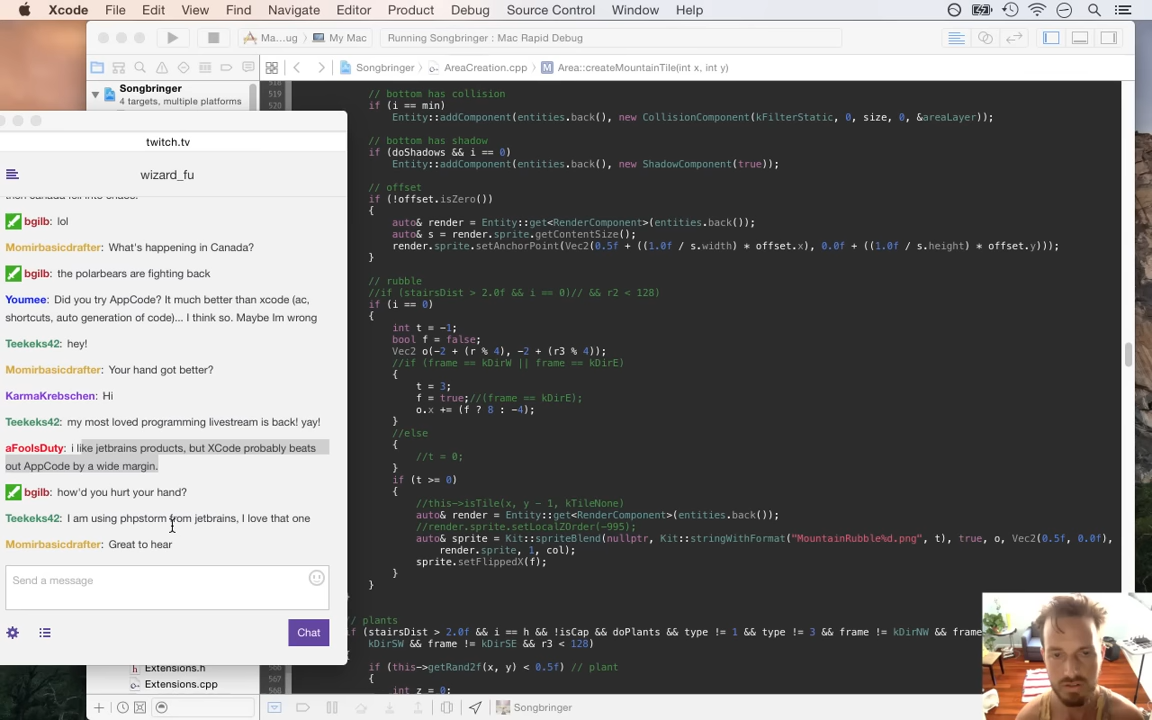 Xcode File Edit View Find Navigate Editor Product Debug Source Control Window Help
Ma...ug My Mac
Running Songbringer : Mac Rapid Debug
Songbringer AreaCreation.cpp Area::createMountainTile(int x, int y)
Songbringer
4 targets, multiple platforms
twitch.tv
wizard_fu
bgilb: lol
Momirbasicdrafter: What's happening in Canada?
bgilb: the polarbears are fighting back
Youmee: Did you try AppCode? It much better than xcode (ac,
shortcuts, auto generation of code)... I think so. Maybe Im wrong
Teekeks42: hey!
Momirbasicdrafter: Your hand got better?
KarmaKrebschen: Hi
Teekeks42: my most loved programming livestream is back! yay!
aFoolsDuty: i like jetbrains products, but XCode probably beats
out AppCode by a wide margin.
bgilb: how'd you hurt your hand?
Teekeks42: I am using phpstorm from jetbrains, I love that one
Momirbasicdrafter: Great to hear
Send a message
Chat
Extensions.h
Extensions.cpp
519
520
// bottom has collision
if (i == min)
Entity::addComponent(entities.back(), new CollisionComponent(kFilterStatic, 0, size, 0, &areaLayer));
// bottom has shadow
if (doShadows && i == 0)
Entity::addComponent(entities.back(), new ShadowComponent(true));
// offset
if (!offset.isZero())
{
auto& render = Entity::get<RenderComponent>(entities.back());
auto& s = render.sprite.getContentSize();
render.sprite.setAnchorPoint(Vec2(0.5f + ((1.0f / s.width) * offset.x), 0.0f + ((1.0f / s.height) * offset.y)));
}
// rubble
//if (stairsDist > 2.0f && i == 0)// && r2 < 128)
if (i == 0)
{
int t = -1;
bool f = false;
Vec2 o(-2 + (r % 4), -2 + (r3 % 4));
//if (frame == kDirW || frame == kDirE)
{
t = 3;
f = true;//(frame == kDirE);
o.x += (f ? 8 : -4);
}
//else
{
//t = 0;
}
if (t >= 0)
{
//this->isTile(x, y - 1, kTileNone)
auto& render = Entity::get<RenderComponent>(entities.back());
//render.sprite.setLocalZOrder(-995);
auto& sprite = Kit::spriteBlend(nullptr, Kit::stringWithFormat("MountainRubble%d.png", t), true, o, Vec2(0.5f, 0.0f),
render.sprite, 1, col);
sprite.setFlippedX(f);
}
}
// plants
if (stairsDist > 2.0f && i == h && !isCap && doPlants && type != 1 && type != 3 && frame != kDirNW && frame
kDirSW && frame != kDirSE && r3 < 128)
567
if (this->getRand2f(x, y) < 0.5f) // plant
{
568
int z = 0;
Songbringer